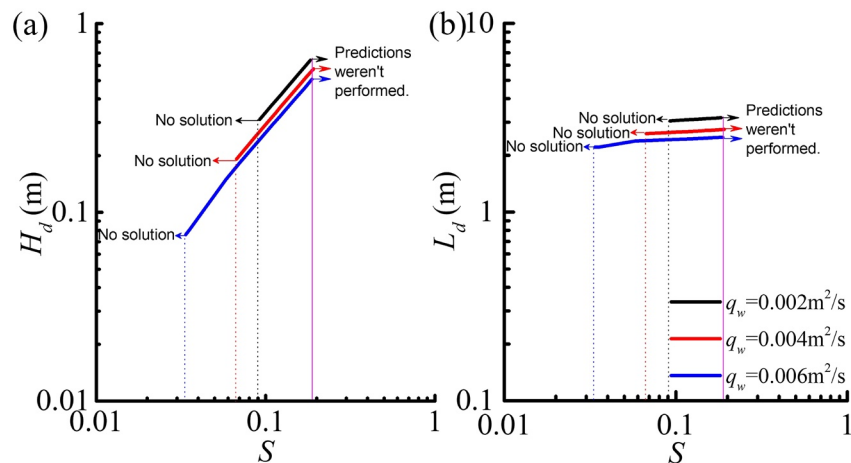 (a)
1
0.1
0.01
H_d (m)
0.01
0.1
1
S
No solution
No solution
No solution
Predictions
weren't
performed.
(b)
10
1
0.1
L_d (m)
0.01
0.1
1
S
No solution
No solution
No solution
Predictions
weren't
performed.
q_w=0.002m²/s
q_w=0.004m²/s
q_w=0.006m²/s